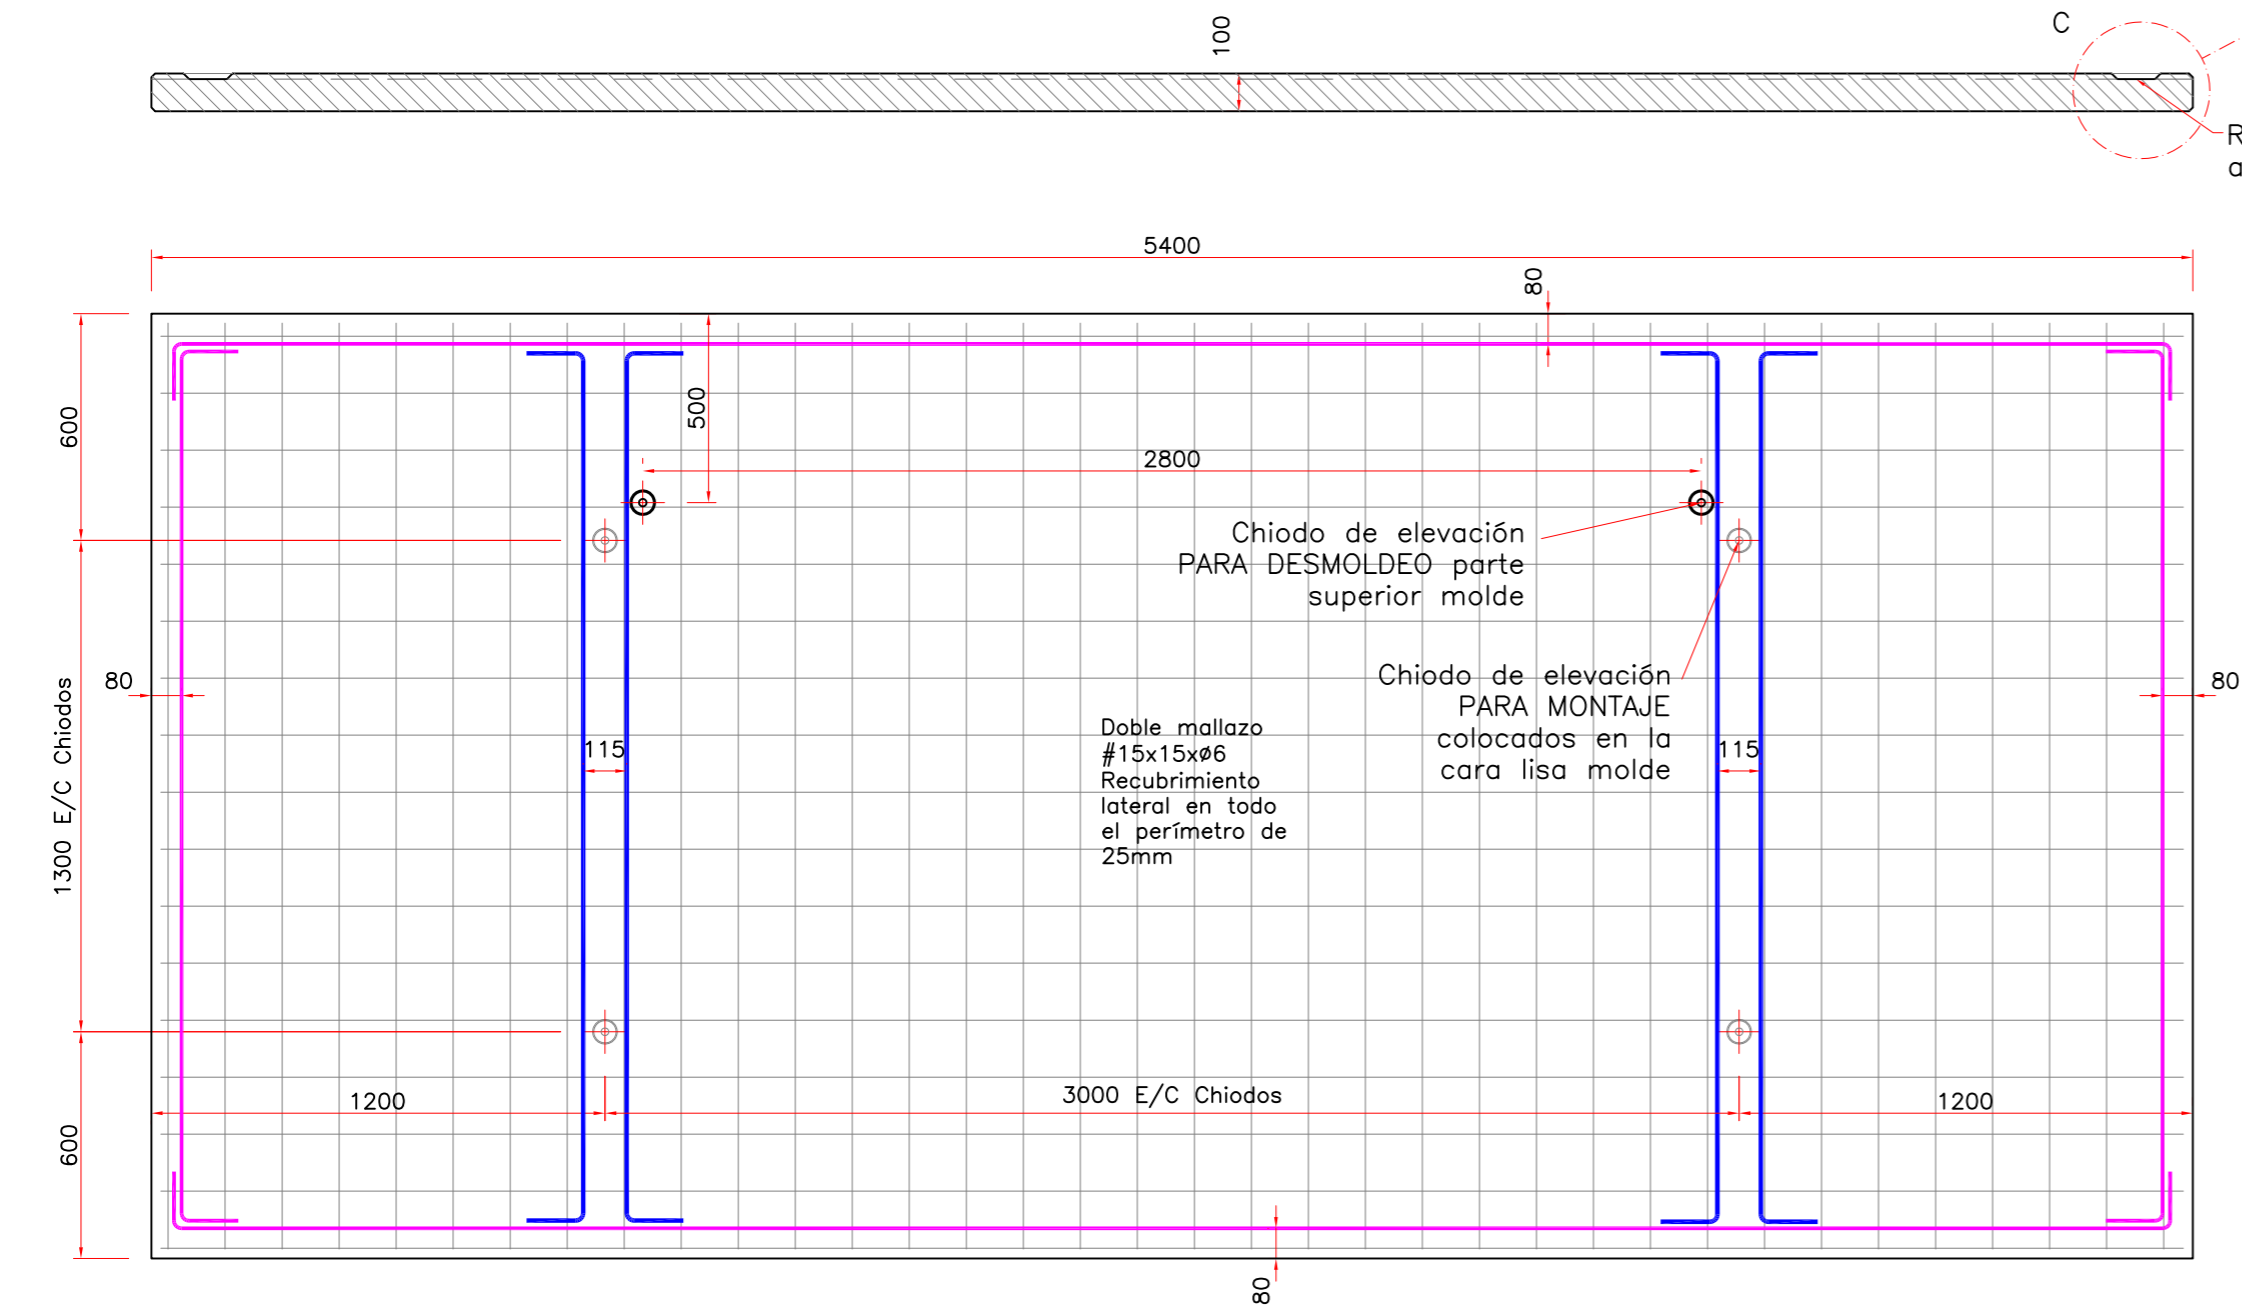 100
C
R
a
5400
80
600
500
2800
Chiodo de elevación
PARA DESMOLDEO parte
superior molde
80
1300 E/C Chiodos
Chiodo de elevación
PARA MONTAJE
colocados en la
cara lisa molde
80
115
Doble mallazo
#15x15xø6
Recubrimiento
lateral en todo
el perímetro de
25mm
115
1200
3000 E/C Chiodos
1200
600
80